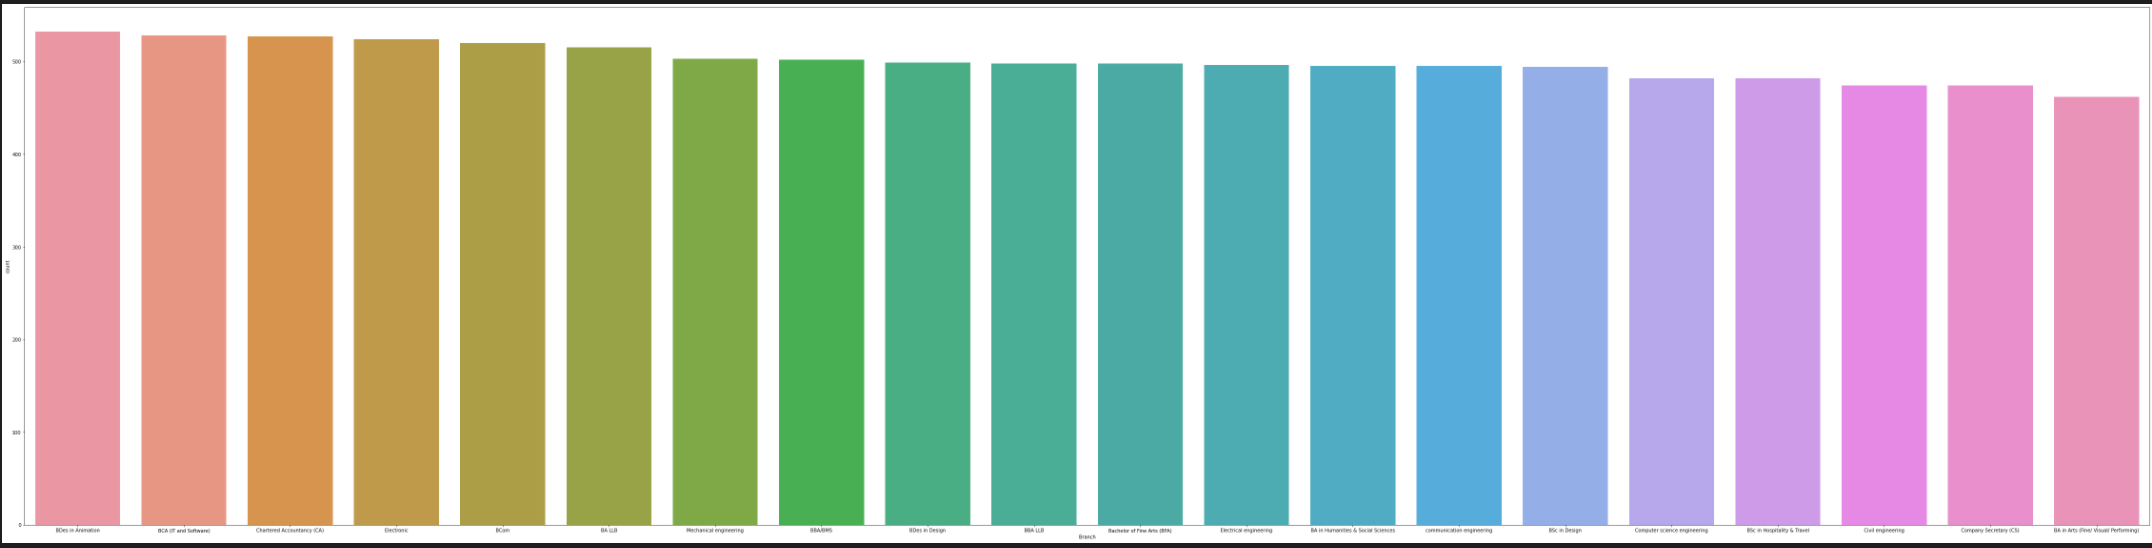 500
400
300
200
100
0
count
BDes in Animation
BCA (IT and Software)
Chartered Accountancy (CA)
Electronic
BCom
BA LLB
Mechanical engineering
BBA/BMS
BDes in Design
BBA LLB
Bachelor of Fine Arts (BFA)
Electrical engineering
BA in Humanities & Social Sciences
communication engineering
BSc in Design
Computer science engineering
BSc in Hospitality & Travel
Civil engineering
Company Secretary (CS)
BA in Arts (Fine/ Visual/ Performing)
Branch